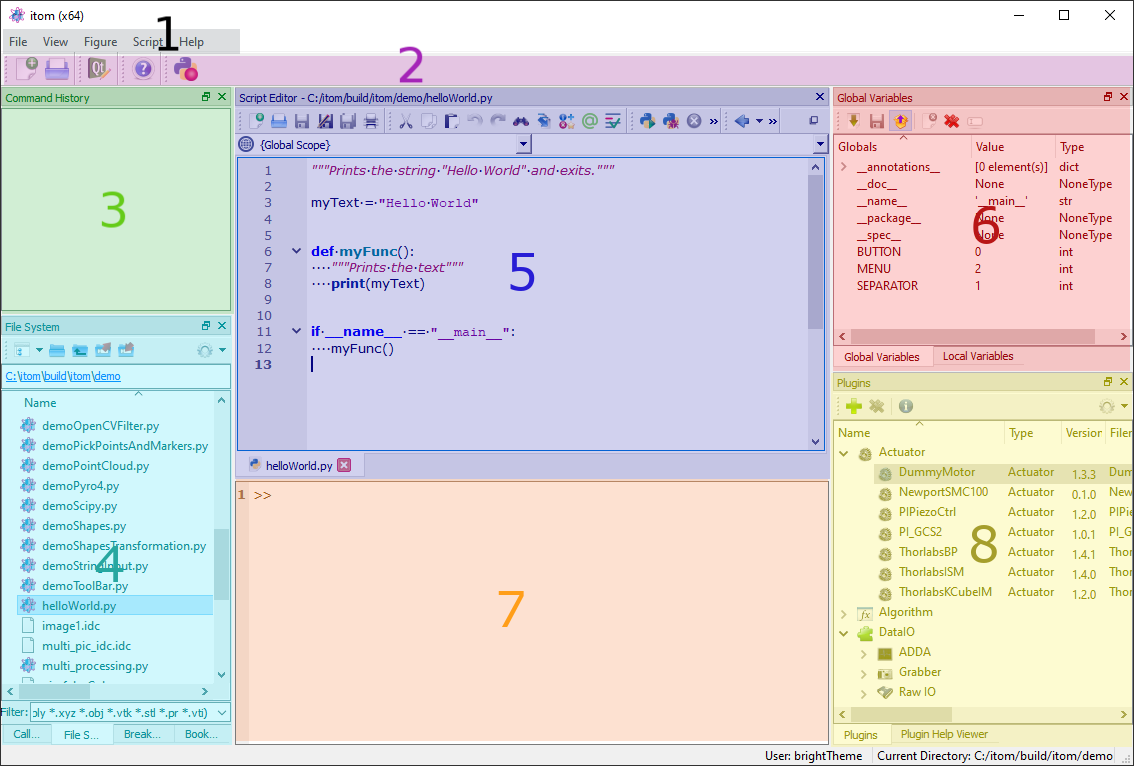 itom (x64)
File View Figure Script Help
1
2
Command History
3
File System
C:\itom\build\itom\demo
Name
demoOpenCVFilter.py
demoPickPointsAndMarkers.py
demoPointCloud.py
demoPyro4.py
demoScipy.py
demoShapes.py
demoShapesTransformation.py
demoStringInput.py
demoToolBar.py
helloWorld.py
image1.idc
multi_pic_idc.idc
multi_processing.py
4
Filter: *.xyz *.obj *.vtk *.stl *.pr *.vti)
Call... File S... Break... Book...
Script Editor - C:/itom/build/itom/demo/helloWorld.py
Qt
?
@
{Global Scope}
1 """Prints·the·string·"Hello·World"·and·exits."""
2
3 myText·=·"Hello·World"
4
5
6 def·myFunc():
7 ····"""Prints·the·text"""
8 ····print(myText)
9
10
11 if·__name__·==·"__main__":
12 ····myFunc()
13
5
helloWorld.py
1 >>
7
Global Variables
Globals Value Type
__annotations__ [0 element(s)] dict
__doc__ None NoneType
__name__ '__main__' str
__package__ None NoneType
__spec__ None NoneType
BUTTON 0 int
MENU 2 int
SEPARATOR 1 int
6
Global Variables Local Variables
Plugins
Name Type Version Filen
Actuator
DummyMotor Actuator 1.3.3 Dum
NewportSMC100 Actuator 0.1.0 New
PIPiezoCtrl Actuator 1.2.0 PIPie
PI_GCS2 Actuator 1.0.1 PI_G
ThorlabsBP Actuator 1.4.1 Thor
ThorlabsISM Actuator 1.4.0 Thor
ThorlabsKCubeIM Actuator 1.2.0 Thor
fx Algorithm
DataIO
ADDA
Grabber
Raw IO
8
Plugins Plugin Help Viewer
User: brightTheme Current Directory: C:/itom/build/itom/demo